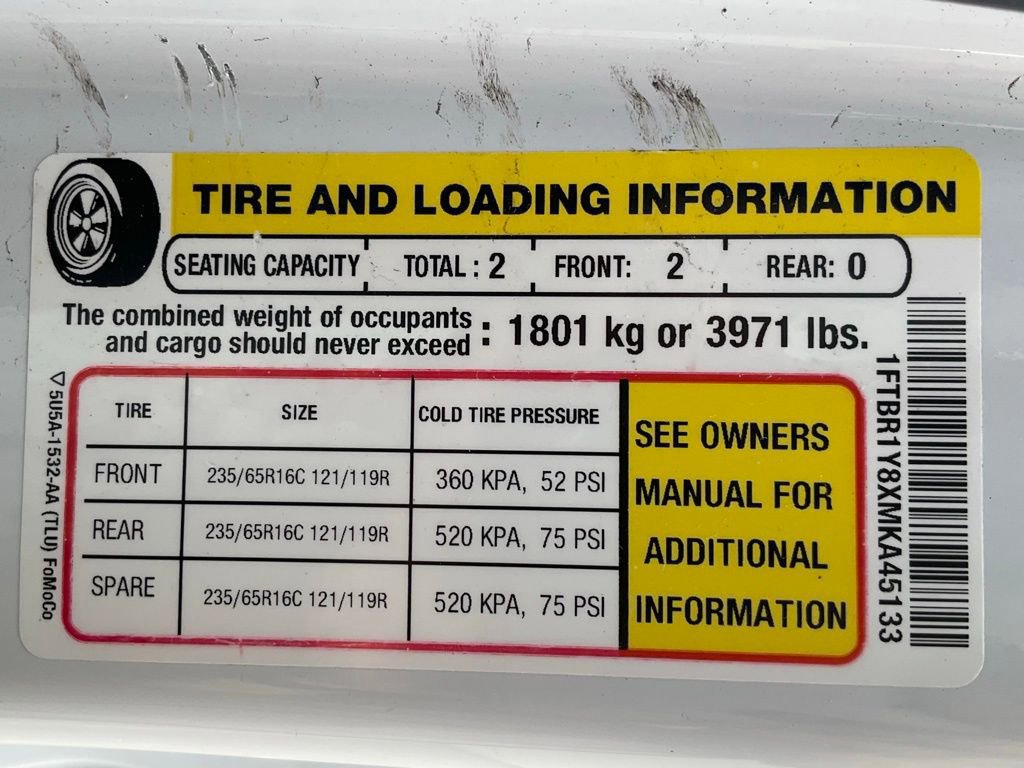 TIRE AND LOADING INFORMATION
SEATING CAPACITY TOTAL : 2 FRONT: 2 REAR: 0
The combined weight of occupants
and cargo should never exceed : 1801 kg or 3971 lbs.
TIRE SIZE COLD TIRE PRESSURE
FRONT 235/65R16C 121/119R 360 KPA, 52 PSI
REAR 235/65R16C 121/119R 520 KPA, 75 PSI
SPARE 235/65R16C 121/119R 520 KPA, 75 PSI
SEE OWNERS
MANUAL FOR
ADDITIONAL
INFORMATION
1FTBR1Y8XMKA45133
▽ 5U5A-1532-AA (TLU) FoMoCo